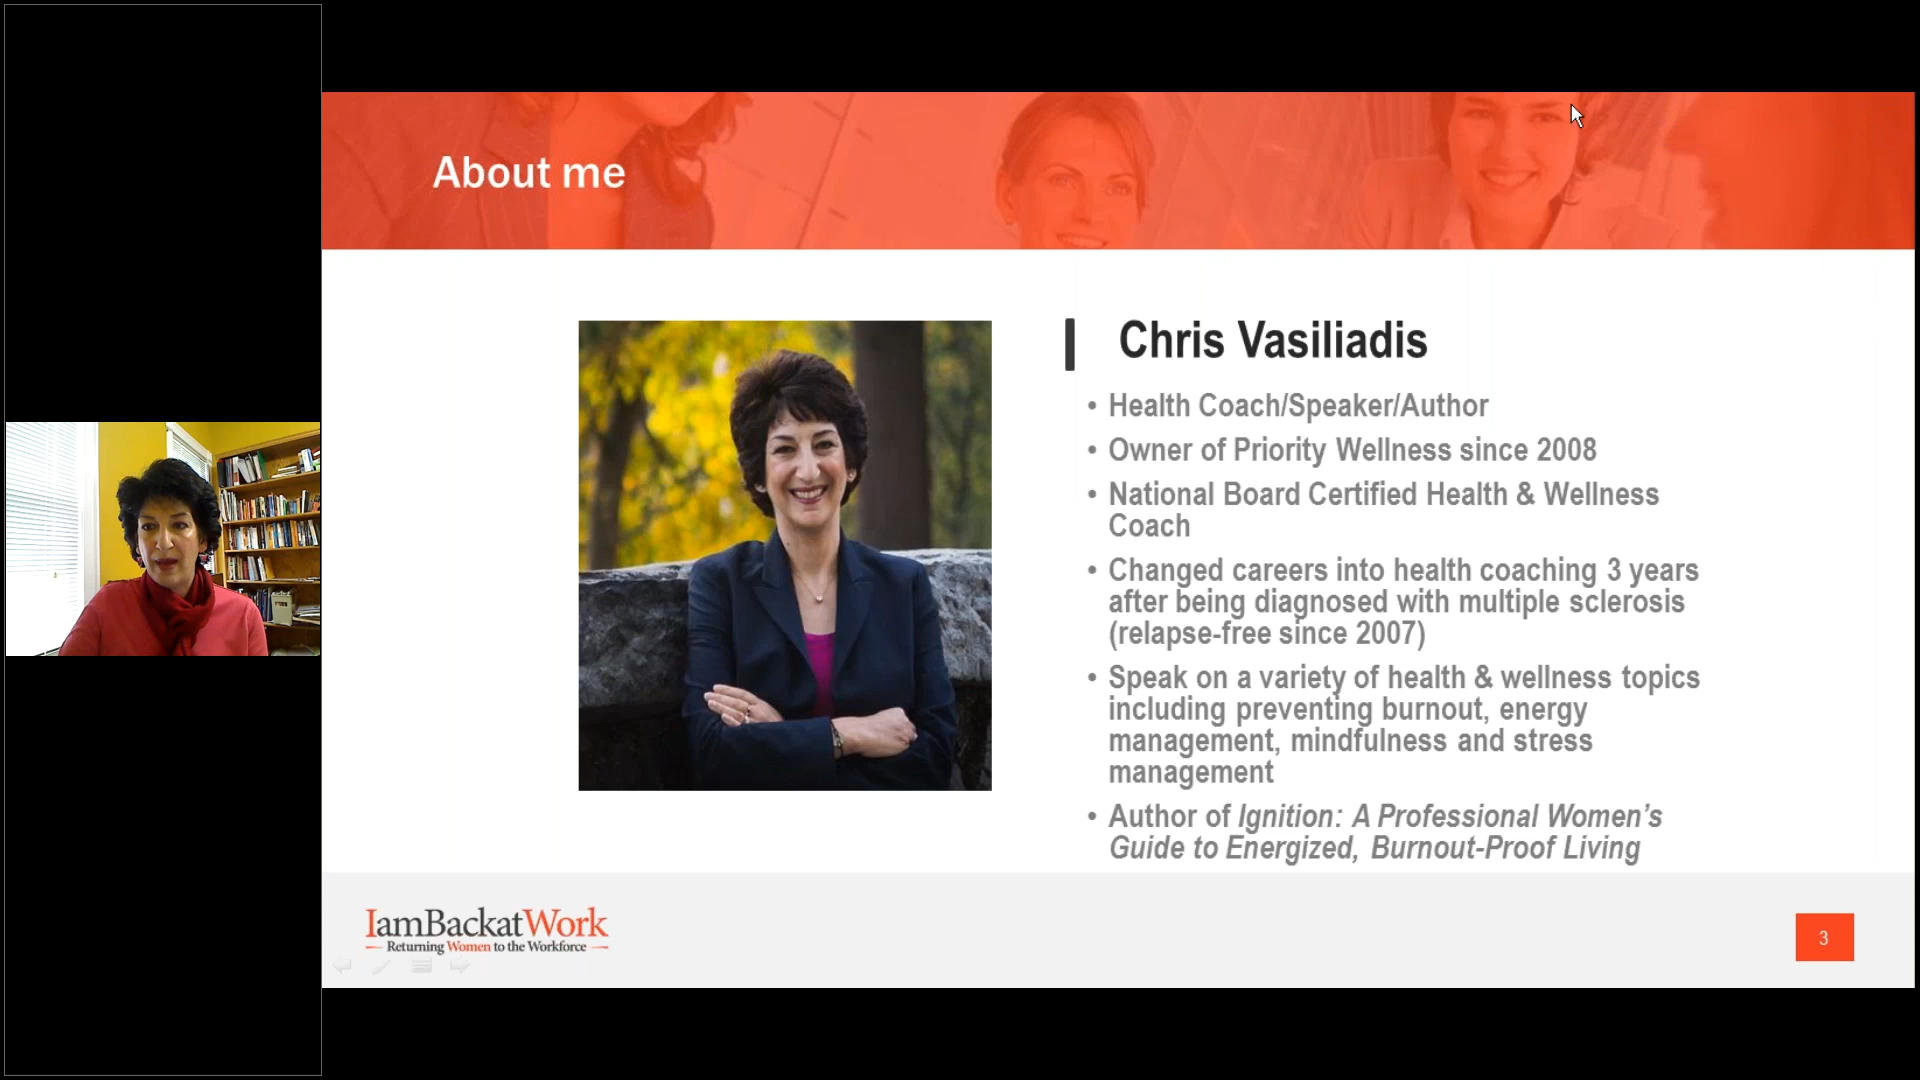 About me
Chris Vasiliadis
• Health Coach/Speaker/Author
• Owner of Priority Wellness since 2008
• National Board Certified Health & Wellness
Coach
• Changed careers into health coaching 3 years
after being diagnosed with multiple sclerosis
(relapse-free since 2007)
• Speak on a variety of health & wellness topics
including preventing burnout, energy
management, mindfulness and stress
management
• Author of Ignition: A Professional Women’s
Guide to Energized, Burnout-Proof Living
IamBackatWork
Returning Women to the Workforce
3